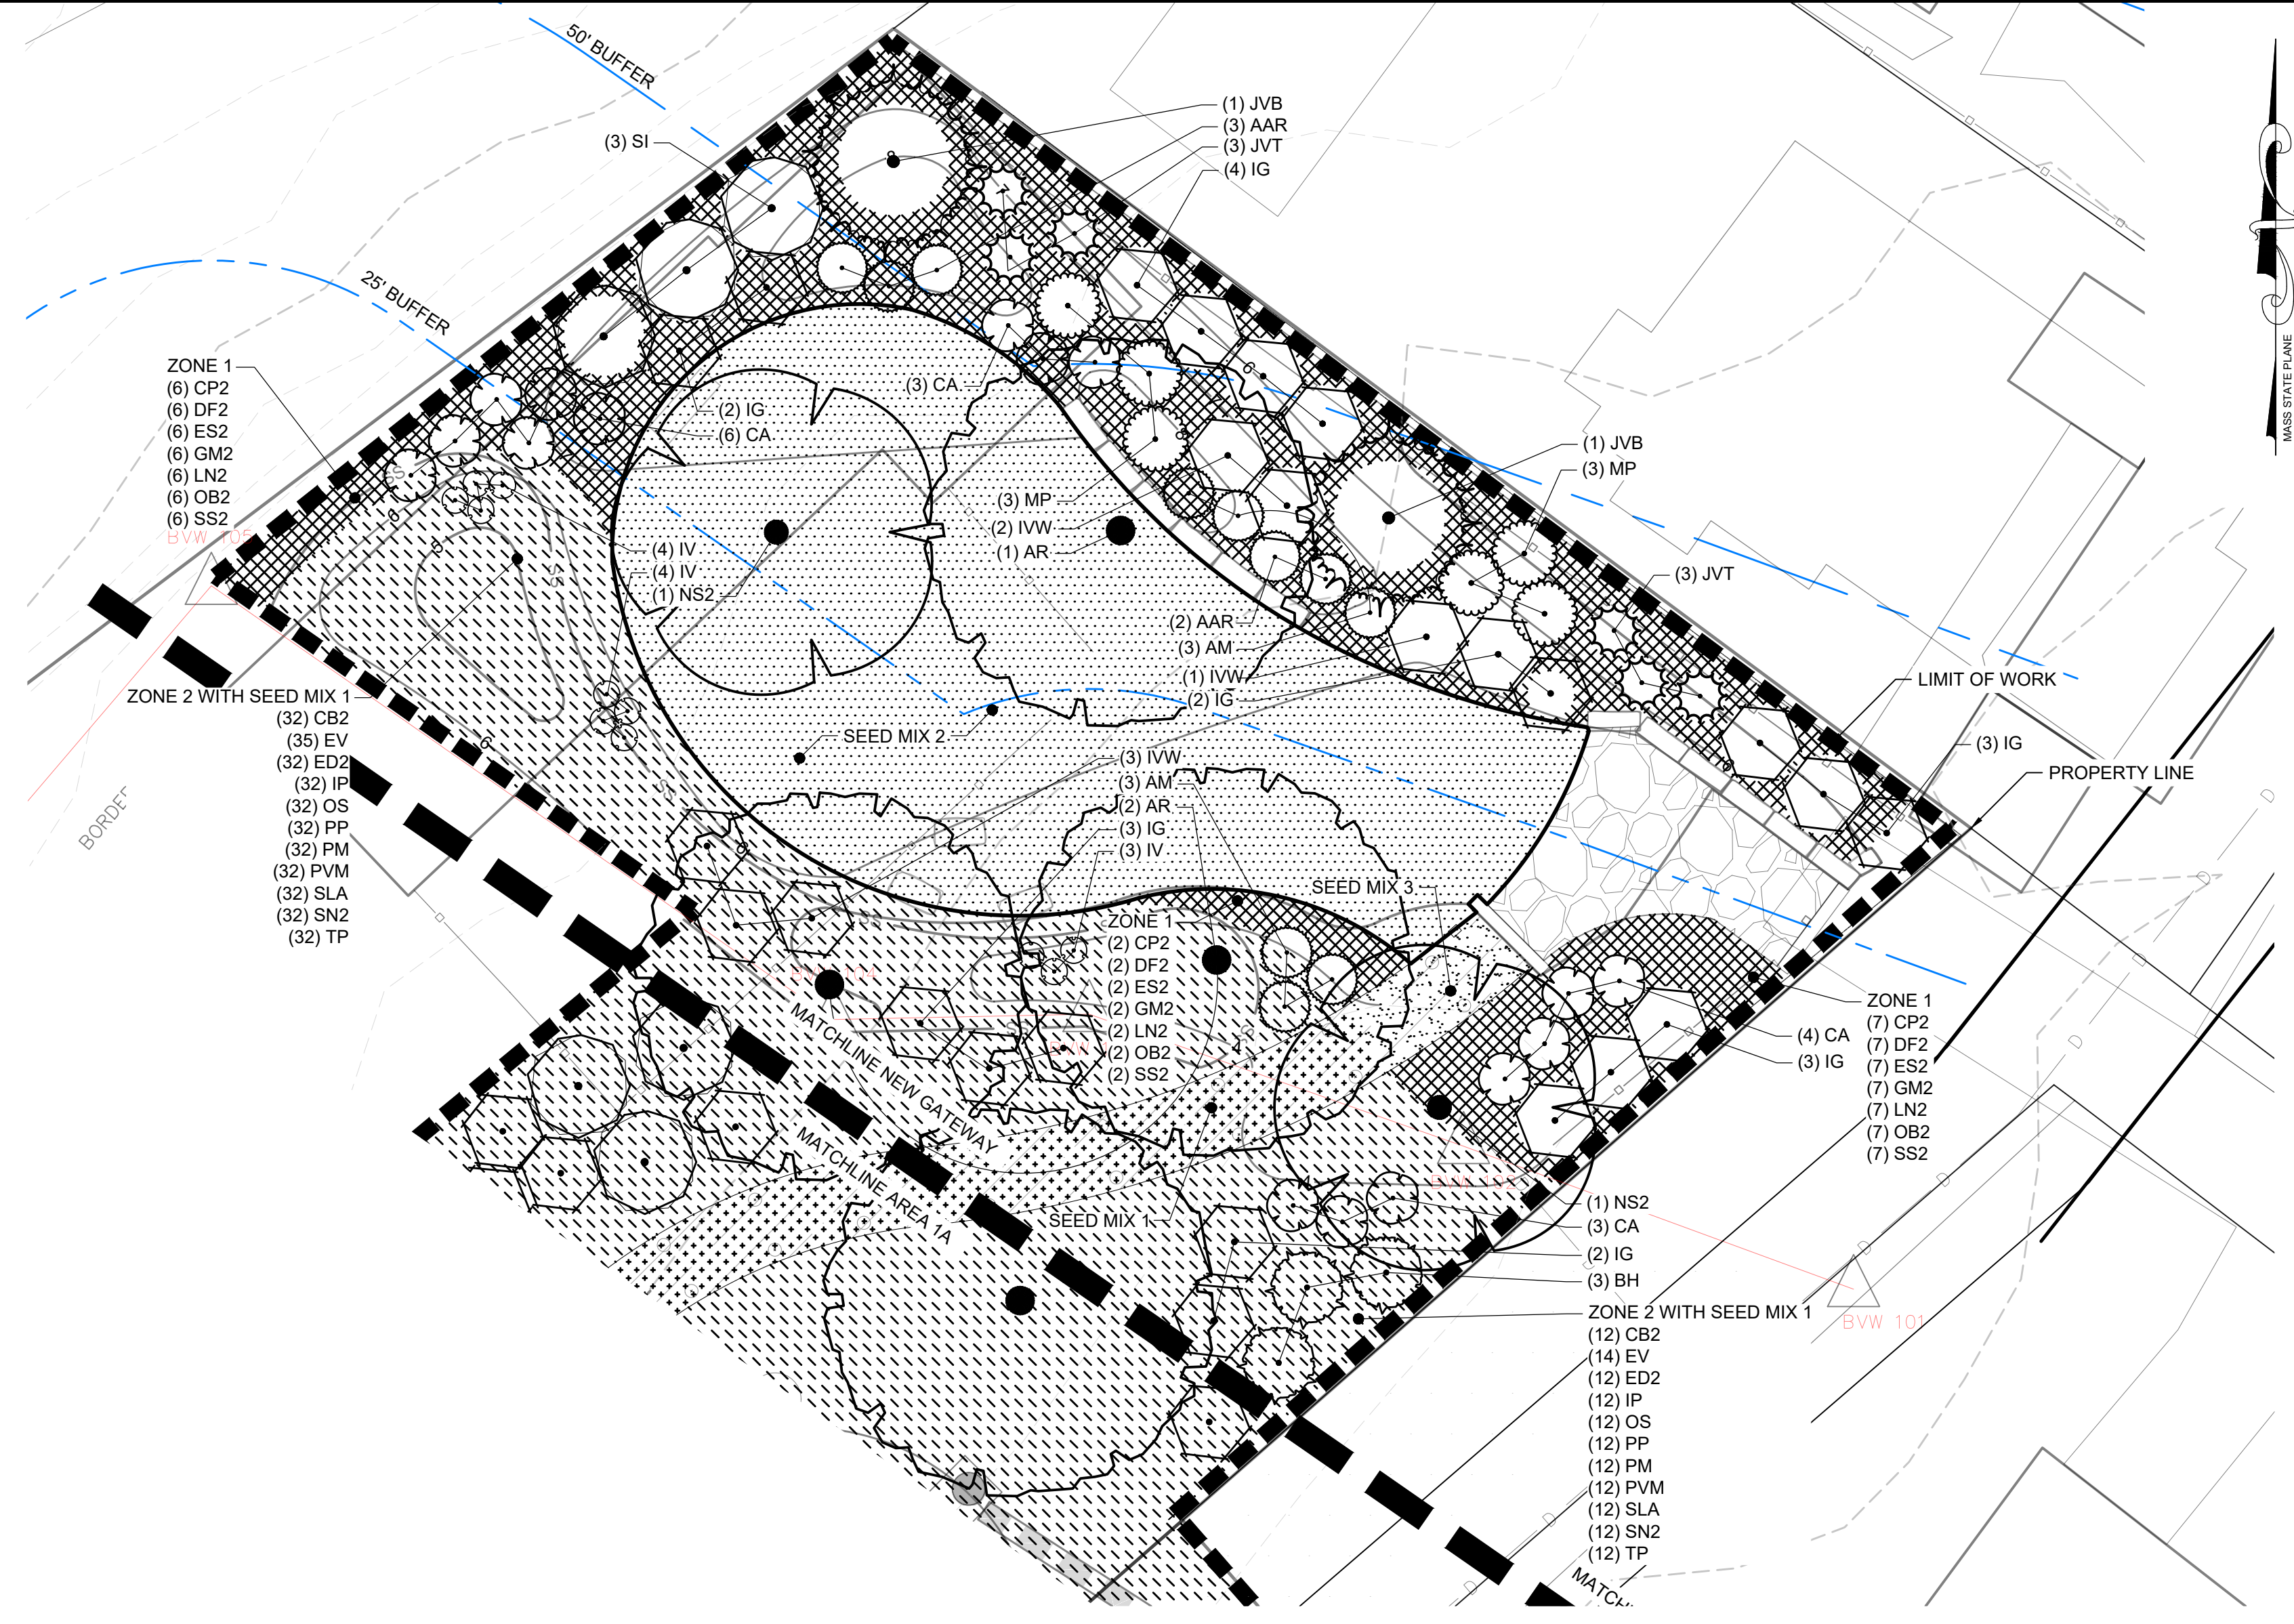 50' BUFFER
(1) JVB
(3) AAR
(3) JVT
(4) IG
(3) SI
25' BUFFER
MASS STATE PLANE
ZONE 1
(6) CP2
(6) DF2
(6) ES2
(6) GM2
(6) LN2
(6) OB2
(6) SS2
BVW 105
(3) CA
(2) IG
(6) CA
(1) JVB
(3) MP
(3) MP
(2) IVW
(1) AR
(4) IV
(4) IV
(1) NS2
(3) JVT
(2) AAR
(3) AM
(1) IVW
(2) IG
LIMIT OF WORK
ZONE 2 WITH SEED MIX 1
(32) CB2
(35) EV
(32) ED2
(32) IP
(32) OS
(32) PP
(32) PM
(32) PVM
(32) SLA
(32) SN2
(32) TP
SEED MIX 2
(3) IG
PROPERTY LINE
(3) IVW
(3) AM
(2) AR
(3) IG
(3) IV
SEED MIX 3
ZONE 1
(2) CP2
(2) DF2
(2) ES2
(2) GM2
(2) LN2
(2) OB2
(2) SS2
BVW 104
MATCHLINE NEW GATEWAY
MATCHLINE AREA 1A
ZONE 1
(7) CP2
(7) DF2
(7) ES2
(7) GM2
(7) LN2
(7) OB2
(7) SS2
(4) CA
(3) IG
BVW 102
SEED MIX 1
(1) NS2
(3) CA
(2) IG
(3) BH
BVW 101
ZONE 2 WITH SEED MIX 1
(12) CB2
(14) EV
(12) ED2
(12) IP
(12) OS
(12) PP
(12) PM
(12) PVM
(12) SLA
(12) SN2
(12) TP